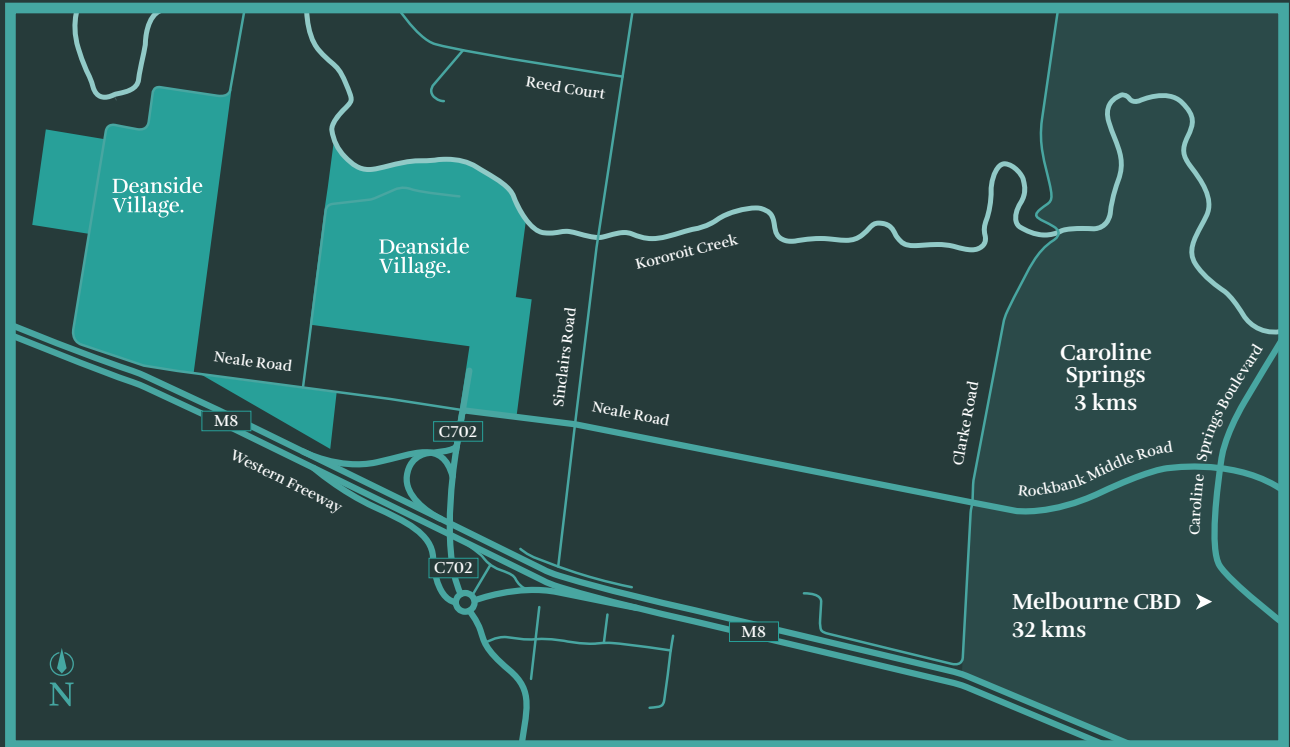 Reed Court
Deanside
Village.
Deanside
Village.
Kororoit Creek
Sinclairs Road
Neale Road
Neale Road
Caroline
Springs
3 kms
Clarke Road
Caroline Springs Boulevard
Rockbank Middle Road
M8
C702
Western Freeway
C702
M8
Melbourne CBD ➤
32 kms
N